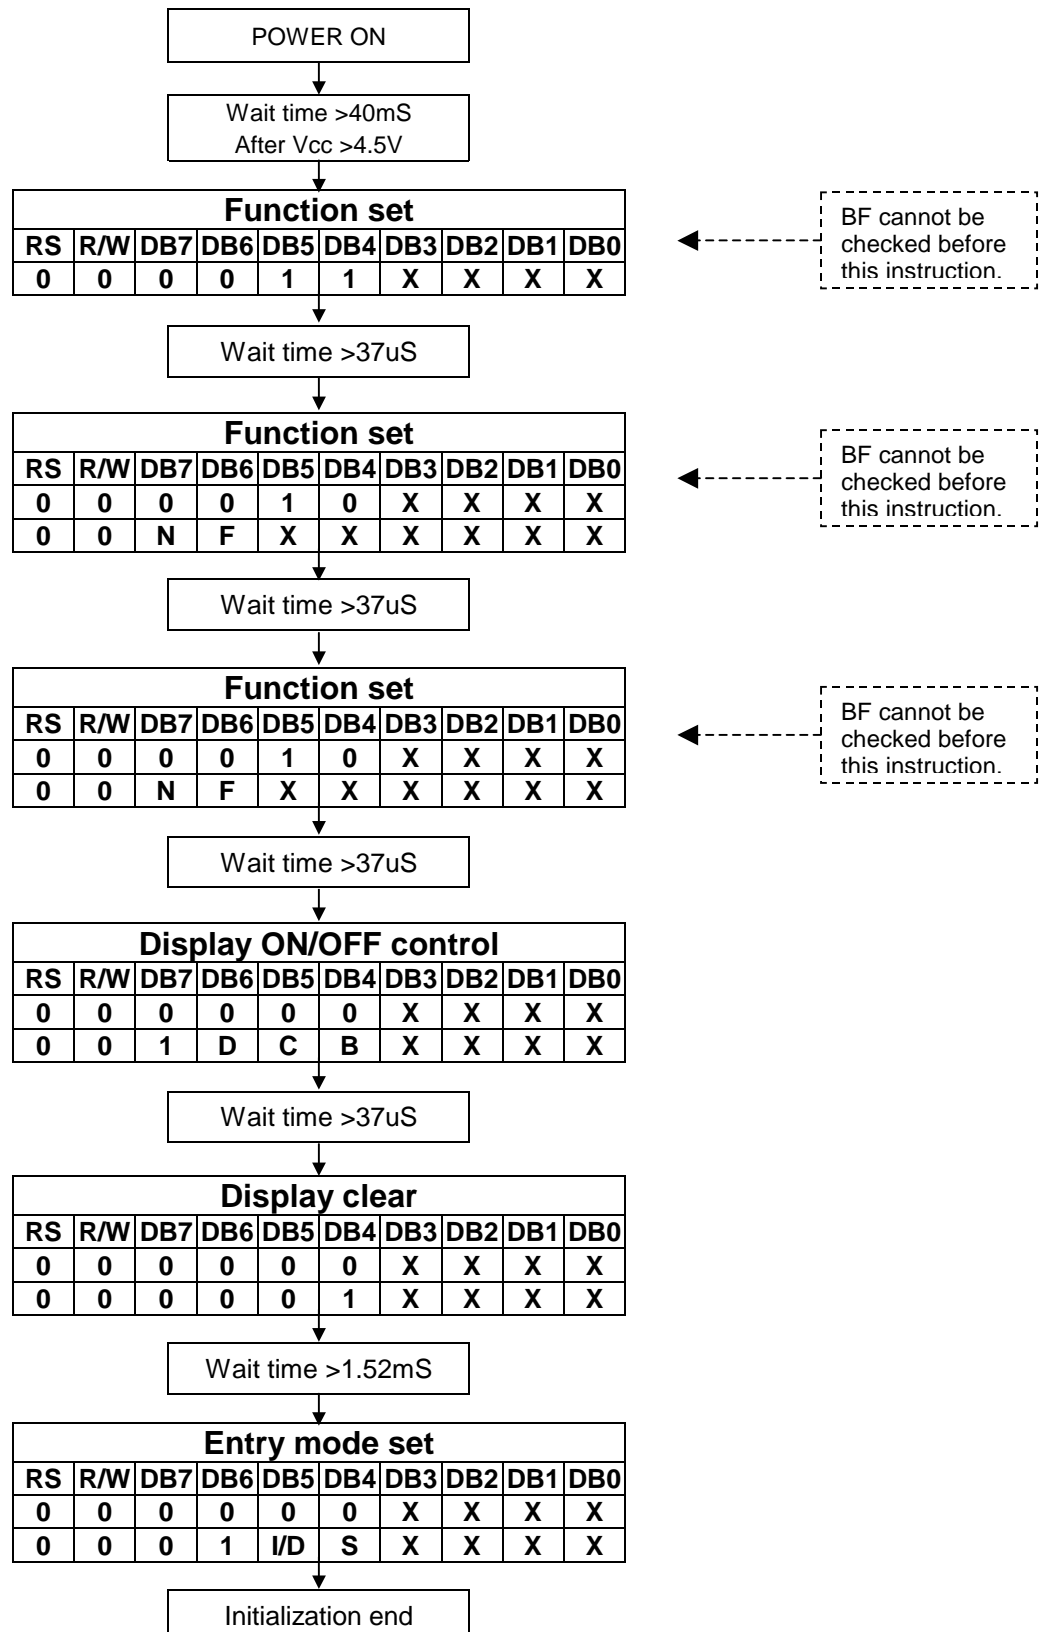 POWER ON
Wait time >40mS
After Vcc >4.5V
Function set
RS R/W DB7 DB6 DB5 DB4 DB3 DB2 DB1 DB0
0 0 0 0 1 1 X X X X
BF cannot be
checked before
this instruction.
Wait time >37uS
Function set
RS R/W DB7 DB6 DB5 DB4 DB3 DB2 DB1 DB0
0 0 0 0 1 0 X X X X
0 0 N F X X X X X X
BF cannot be
checked before
this instruction.
Wait time >37uS
Function set
RS R/W DB7 DB6 DB5 DB4 DB3 DB2 DB1 DB0
0 0 0 0 1 0 X X X X
0 0 N F X X X X X X
BF cannot be
checked before
this instruction.
Wait time >37uS
Display ON/OFF control
RS R/W DB7 DB6 DB5 DB4 DB3 DB2 DB1 DB0
0 0 0 0 0 0 X X X X
0 0 1 D C B X X X X
Wait time >37uS
Display clear
RS R/W DB7 DB6 DB5 DB4 DB3 DB2 DB1 DB0
0 0 0 0 0 0 X X X X
0 0 0 0 0 1 X X X X
Wait time >1.52mS
Entry mode set
RS R/W DB7 DB6 DB5 DB4 DB3 DB2 DB1 DB0
0 0 0 0 0 0 X X X X
0 0 0 1 I/D S X X X X
Initialization end